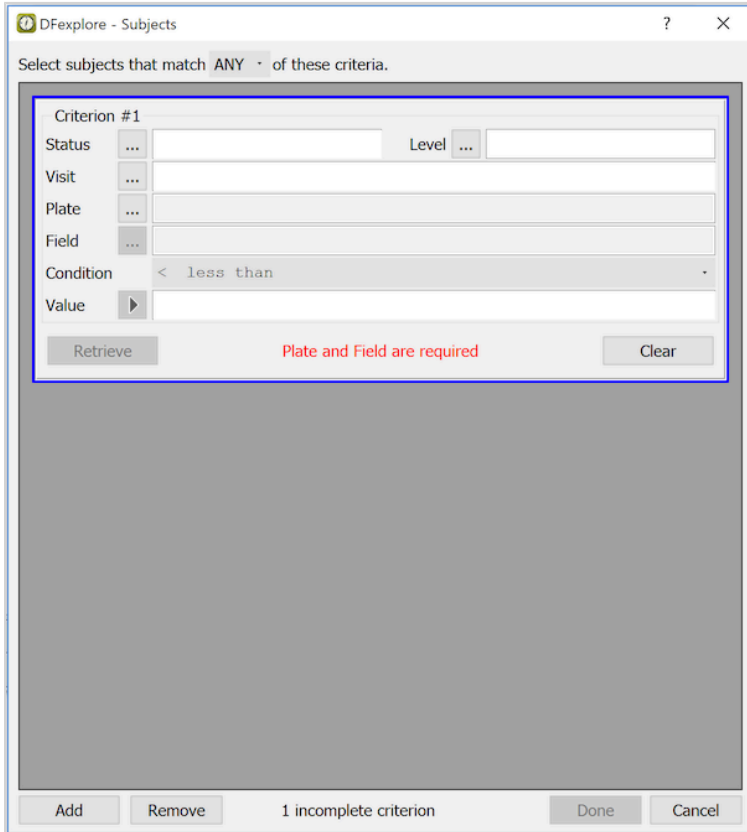 DFexplore - Subjects ? ×
Select subjects that match ANY of these criteria.
Criterion #1
Status ... Level ...
Visit ...
Plate ...
Field ...
Condition < less than
Value
Retrieve Plate and Field are required Clear
Add Remove 1 incomplete criterion Done Cancel